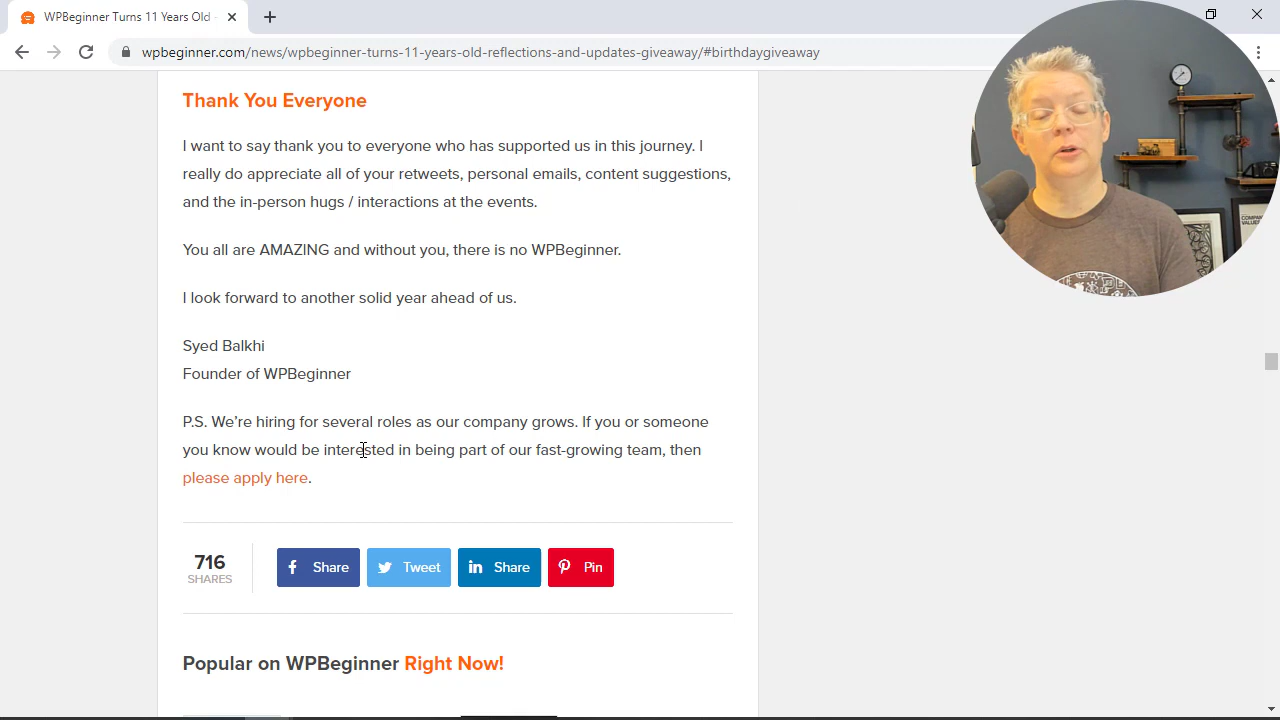 WPBeginner Turns 11 Years Old -
wpbeginner.com/news/wpbeginner-turns-11-years-old-reflections-and-updates-giveaway/#birthdaygiveaway
Thank You Everyone
I want to say thank you to everyone who has supported us in this journey. I
really do appreciate all of your retweets, personal emails, content suggestions,
and the in-person hugs / interactions at the events.
You all are AMAZING and without you, there is no WPBeginner.
I look forward to another solid year ahead of us.
Syed Balkhi
Founder of WPBeginner
P.S. We’re hiring for several roles as our company grows. If you or someone
you know would be interested in being part of our fast-growing team, then
please apply here.
716
SHARES
Share
Tweet
Share
Pin
Popular on WPBeginner Right Now!